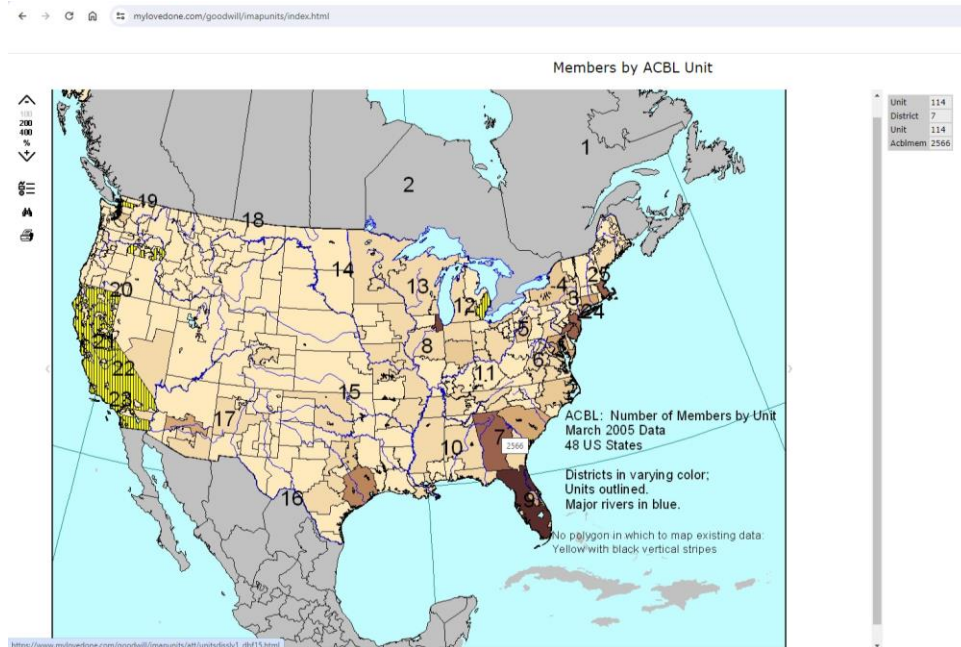 mylovedone.com/goodwill/imapunits/index.html
Members by ACBL Unit
100
200
400
%
Unit 114
District 7
Unit 114
Acblmem 2566
1
2
19
18
14
13
12
4
25
3
24
5
6
20
21
22
23
8
11
15
17
16
10
7
9
2566
ACBL: Number of Members by Unit
March 2005 Data
48 US States
Districts in varying color;
Units outlined.
Major rivers in blue.
No polygon in which to map existing data:
Yellow with black vertical stripes
https://www.mylovedone.com/goodwill/imapunits/att/unitsdisslv1_dbf15.html